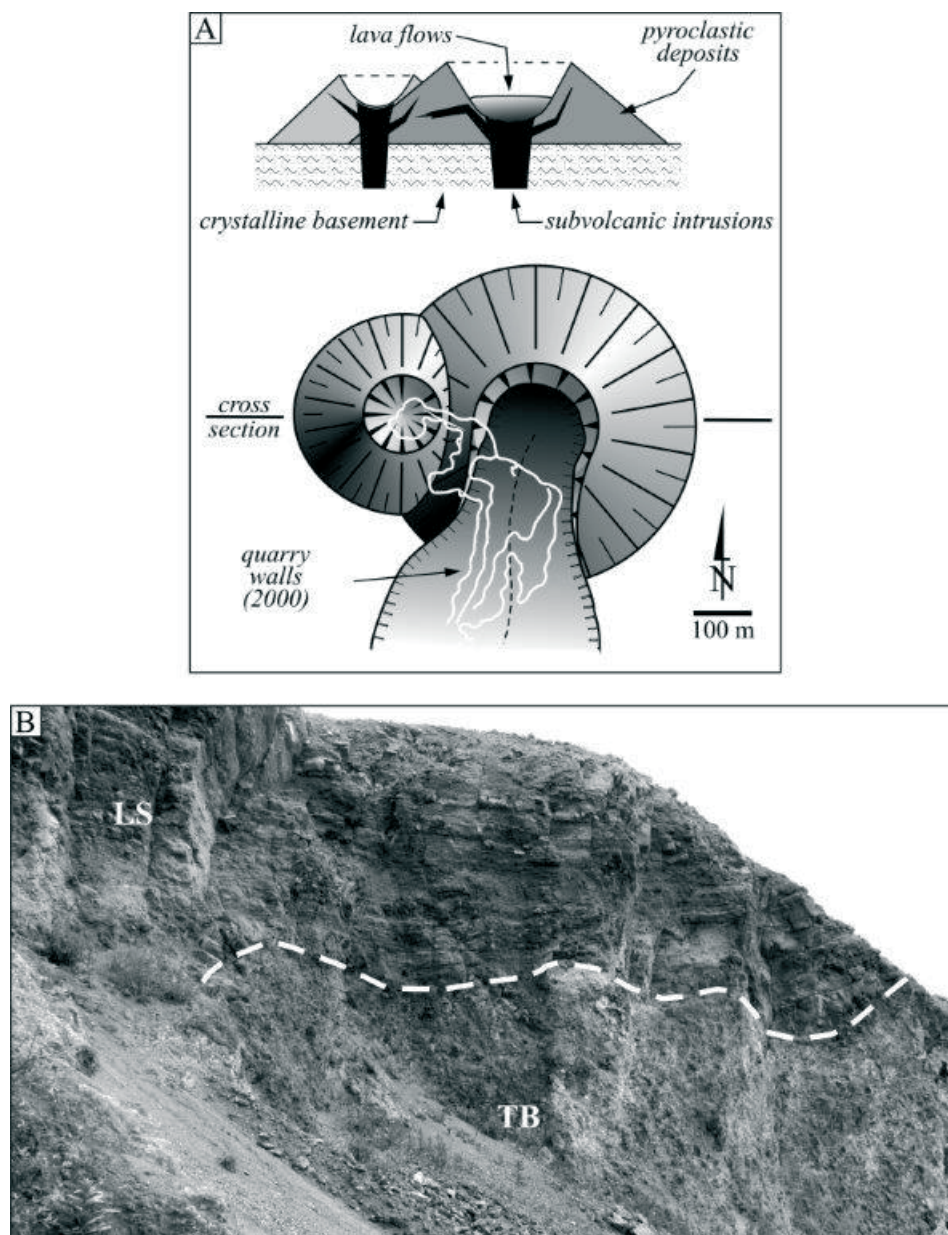 A
lava flows
pyroclastic
deposits
crystalline basement
subvolcanic intrusions
cross
section
quarry
walls
(2000)
N
100 m
B
LS
TB